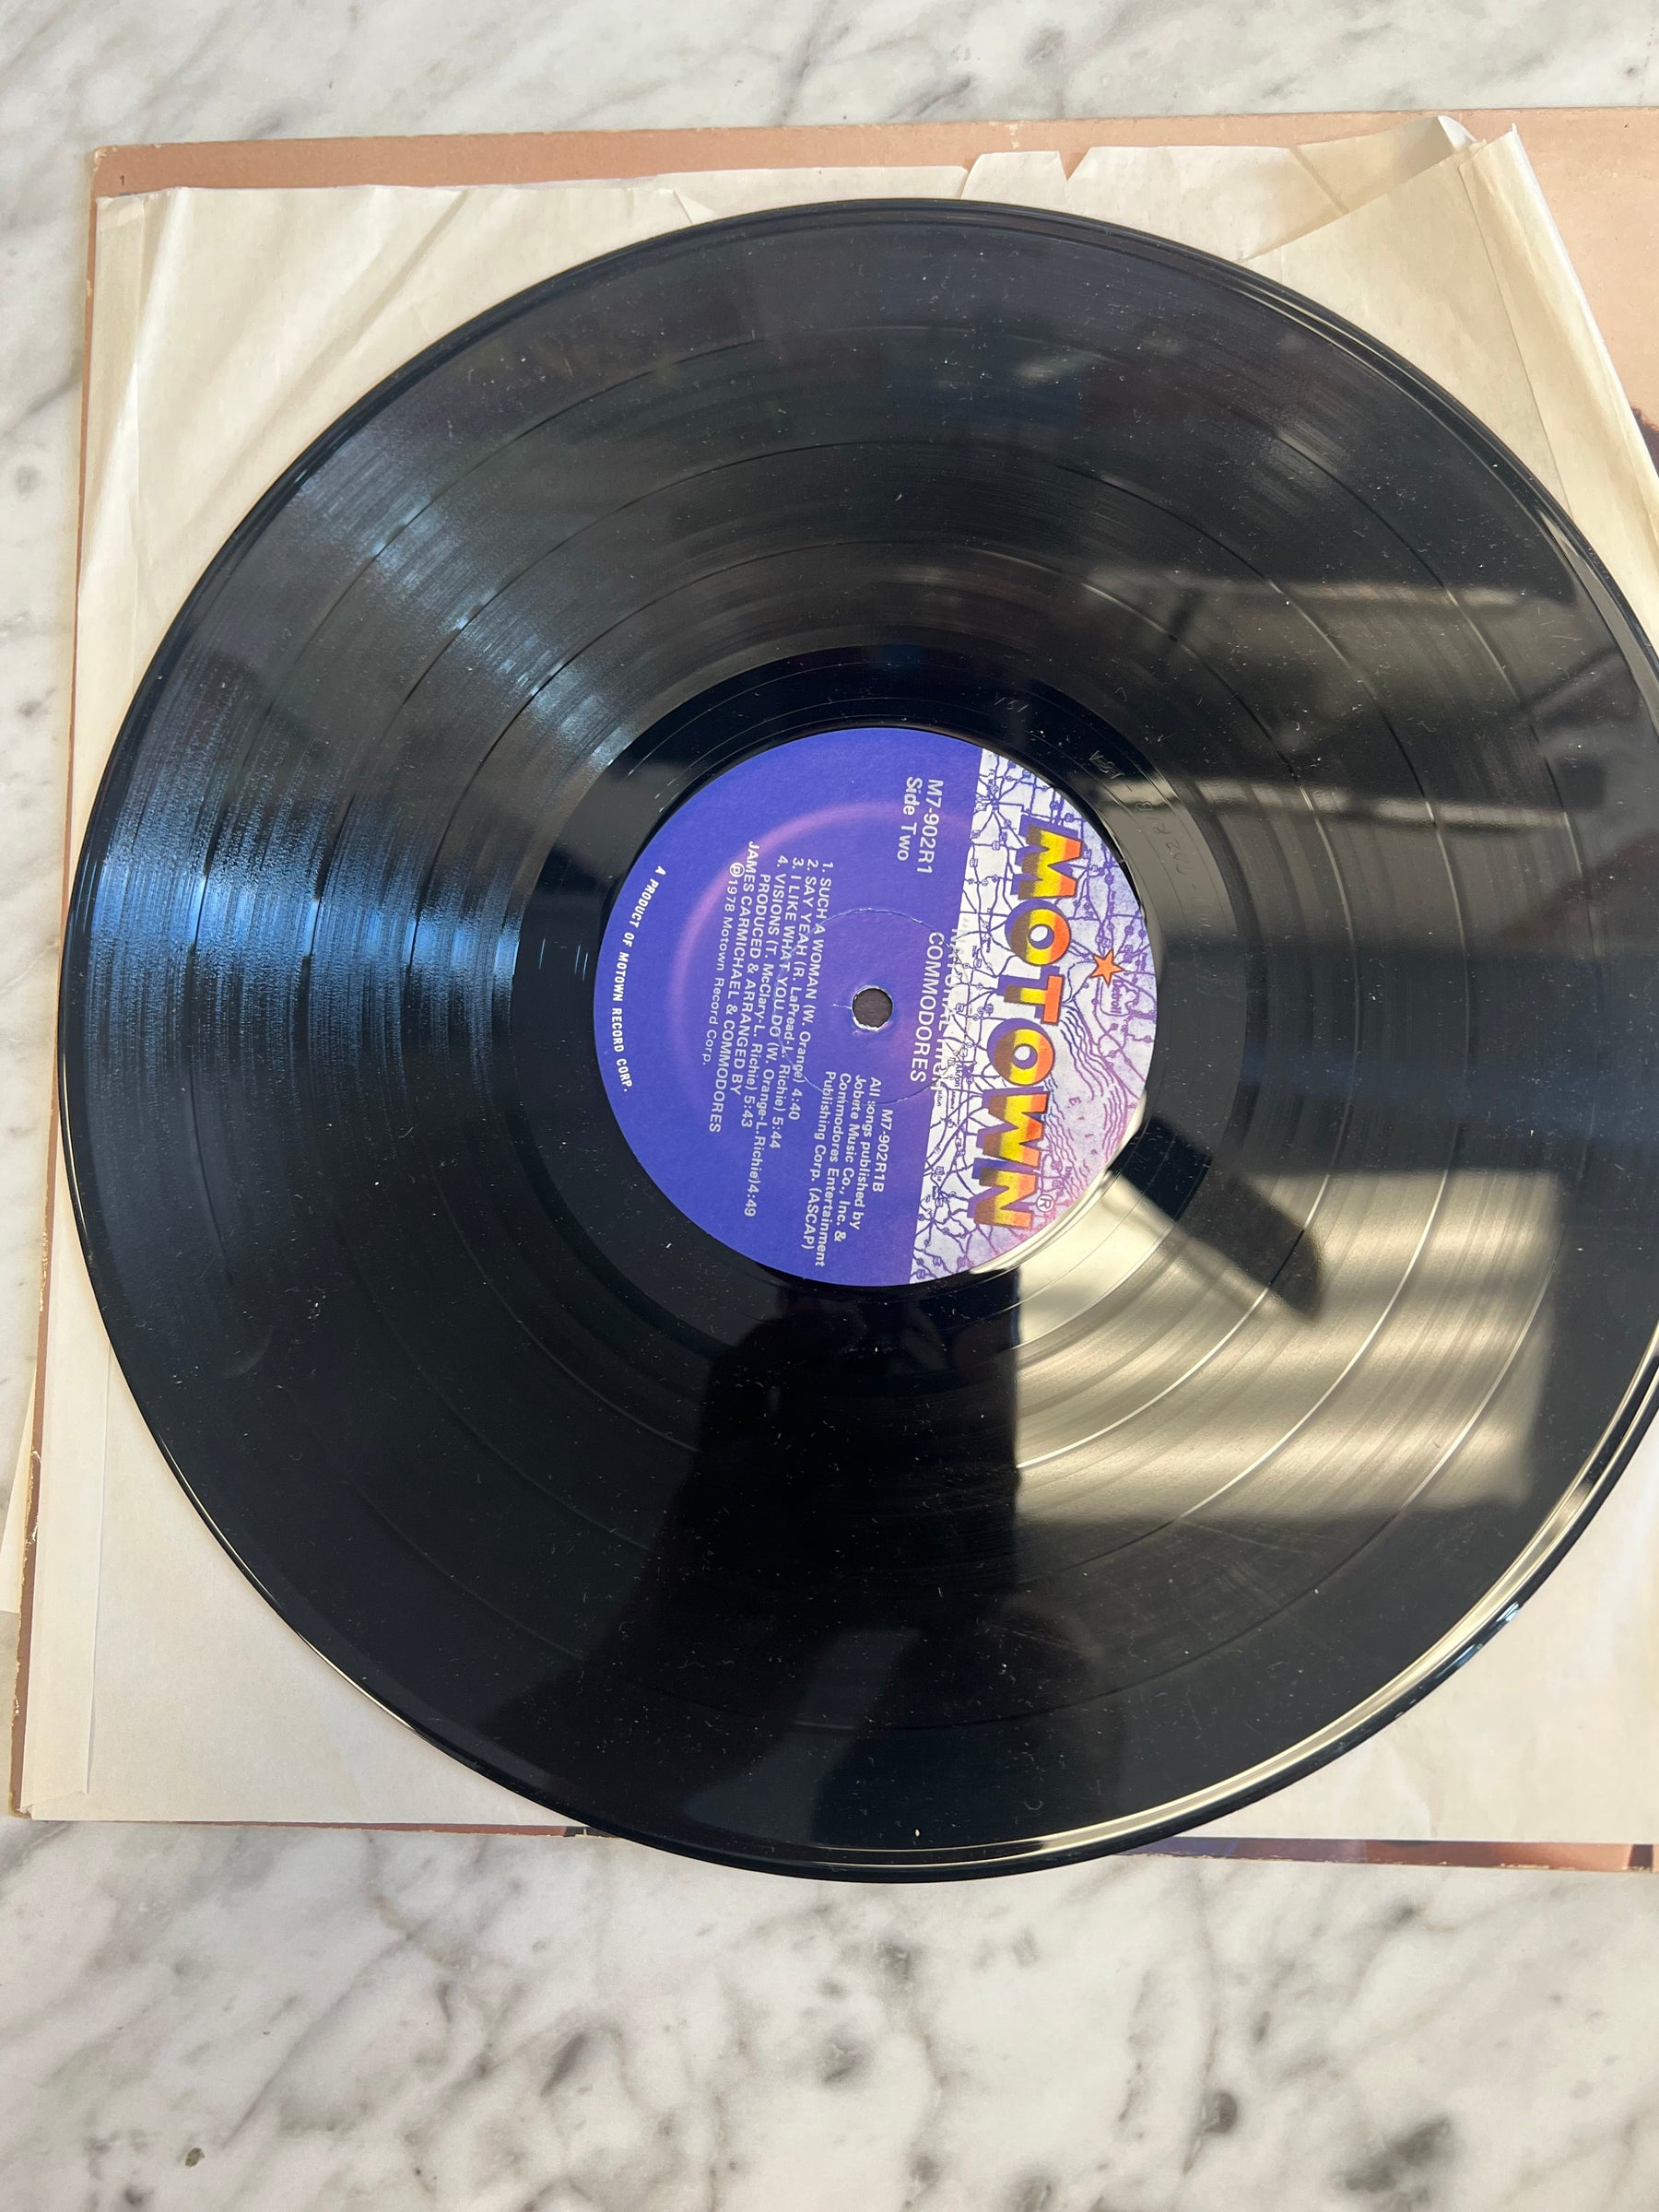 MOTOWN®
NATURAL HIGH
COMMODORES
M7-902R1
Side Two
M7-902R1B
All songs published by
Jobete Music Co., Inc. &
Commodores Entertainment
Publishing Corp. (ASCAP)
1. SUCH A WOMAN (W. Orange) 4:40
2. SAY YEAH (R. LaPread-L. Richie) 5:44
3. I LIKE WHAT YOU DO (W. Orange-L.Richie)4:49
4. VISIONS (T. McClary-L. Richie) 5:43
PRODUCED & ARRANGED BY
JAMES CARMICHAEL & COMMODORES
©1978 Motown Record Corp.
A PRODUCT OF MOTOWN RECORD CORP.